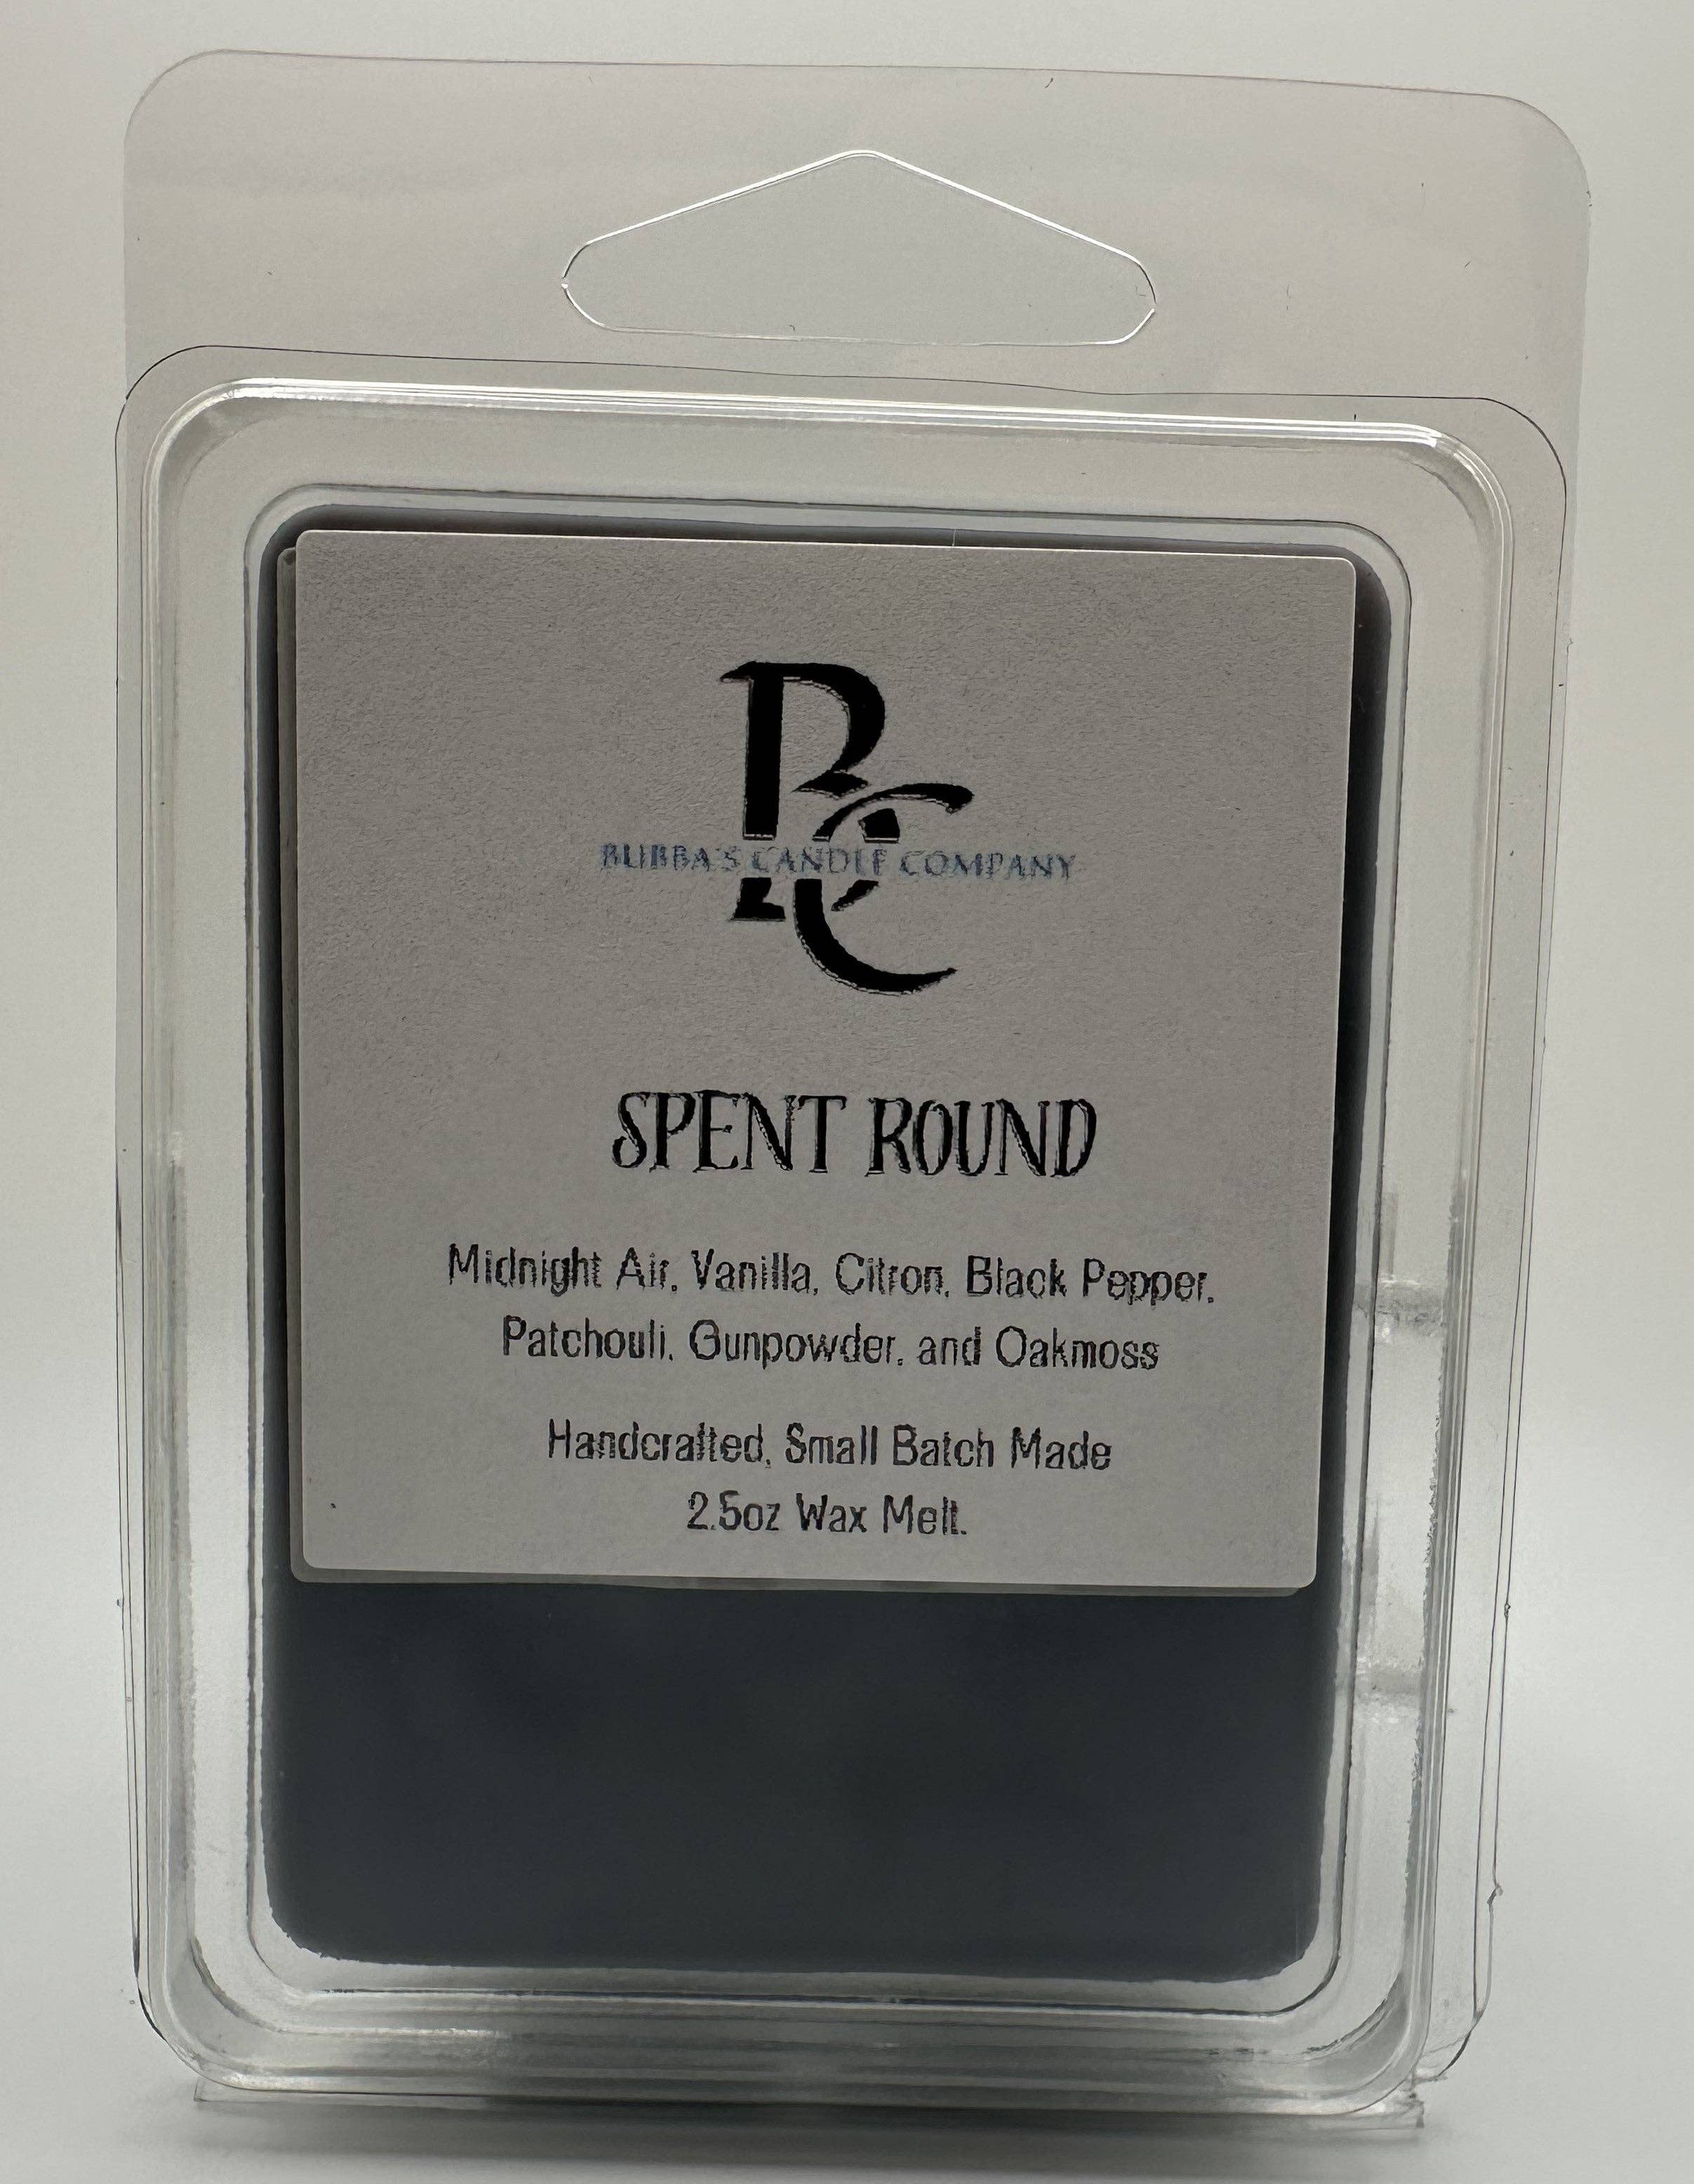 BC
BUBBA'S CANDLE COMPANY
SPENT ROUND
Midnight Air, Vanilla, Citron, Black Pepper,
Patchouli, Gunpowder, and Oakmoss
Handcrafted, Small Batch Made
2.5oz Wax Melt.